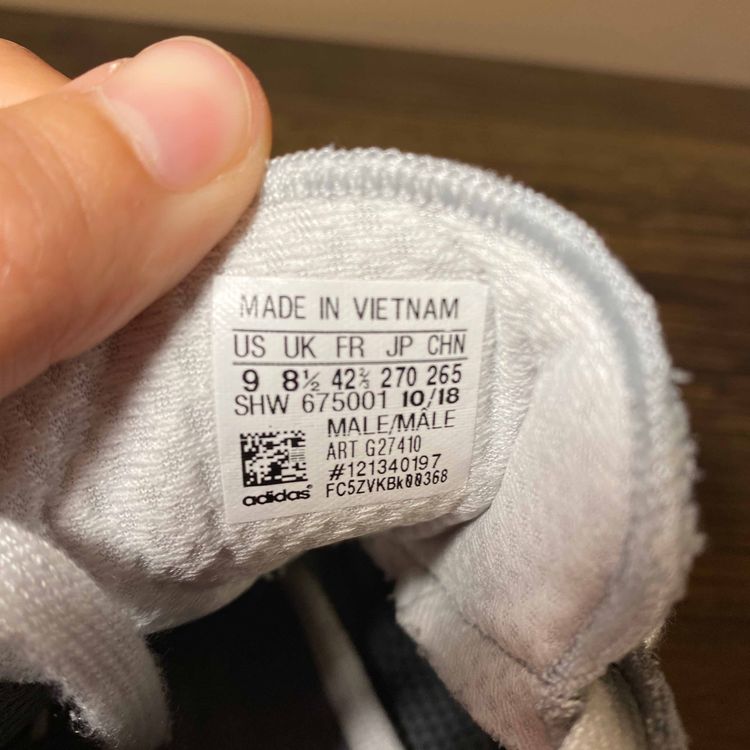 MADE IN VIETNAM
US UK FR JP CHN
9 8½ 42⅔ 270 265
SHW 675001 10/18
MALE/MÂLE
ART G27410
#121340197
FC5ZVKBk00368
adidas